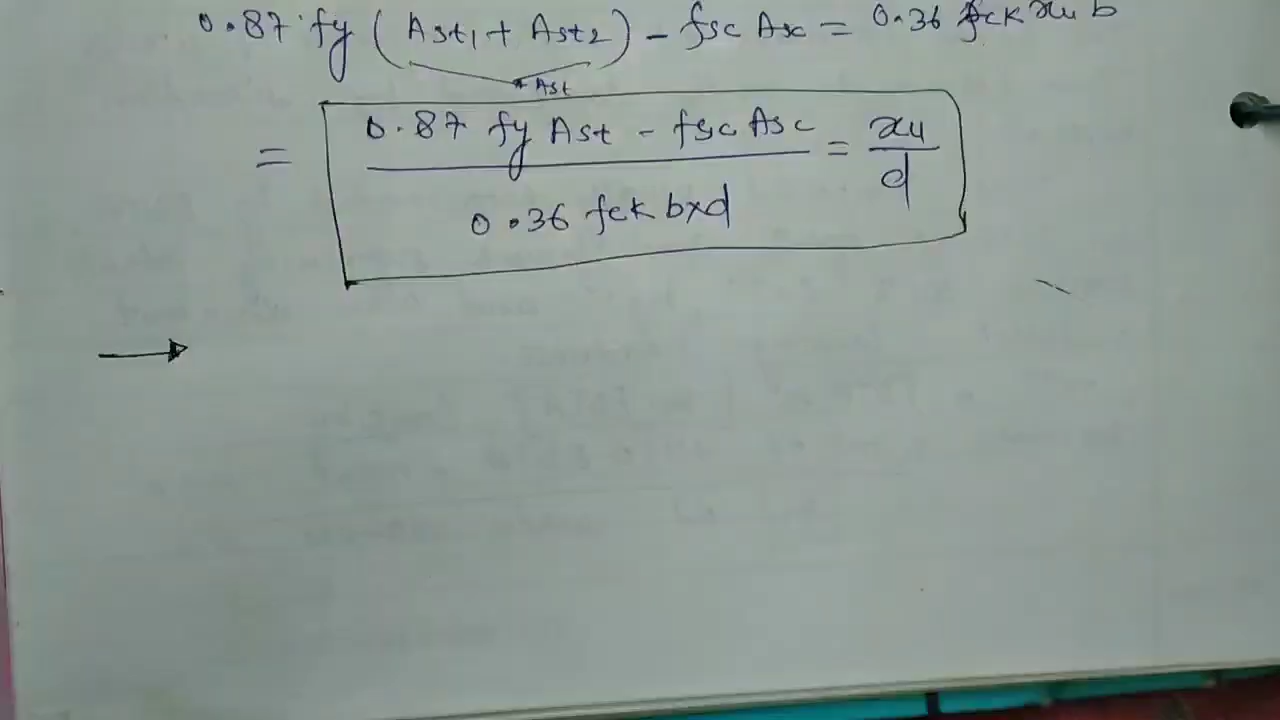 0.87 fy (Ast1 + Ast2) - fsc Asc = 0.36 fck xu b
Ast
= 0.87 fy Ast - fsc Asc / 0.36 fck b×d = xu / d